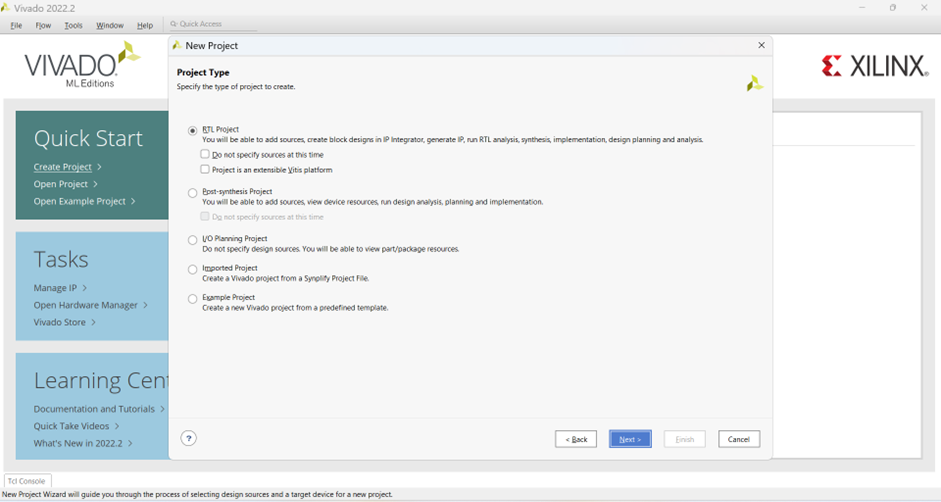 Vivado 2022.2
File Flow Tools Window Help Quick Access
VIVADO.
ML Editions
XILINX®
Quick Start
Create Project >
Open Project >
Open Example Project >
Tasks
Manage IP >
Open Hardware Manager >
Vivado Store >
Learning Cent
Documentation and Tutorials >
Quick Take Videos >
What's New in 2022.2 >
New Project
Project Type
Specify the type of project to create.
RTL Project
You will be able to add sources, create block designs in IP Integrator, generate IP, run RTL analysis, synthesis, implementation, design planning and analysis.
Do not specify sources at this time
Project is an extensible Vitis platform
Post-synthesis Project
You will be able to add sources, view device resources, run design analysis, planning and implementation.
Do not specify sources at this time
I/O Planning Project
Do not specify design sources. You will be able to view part/package resources.
Imported Project
Create a Vivado project from a Synplify Project File.
Example Project
Create a new Vivado project from a predefined template.
? < Back Next > Finish Cancel
Tcl Console
New Project Wizard will guide you through the process of selecting design sources and a target device for a new project.